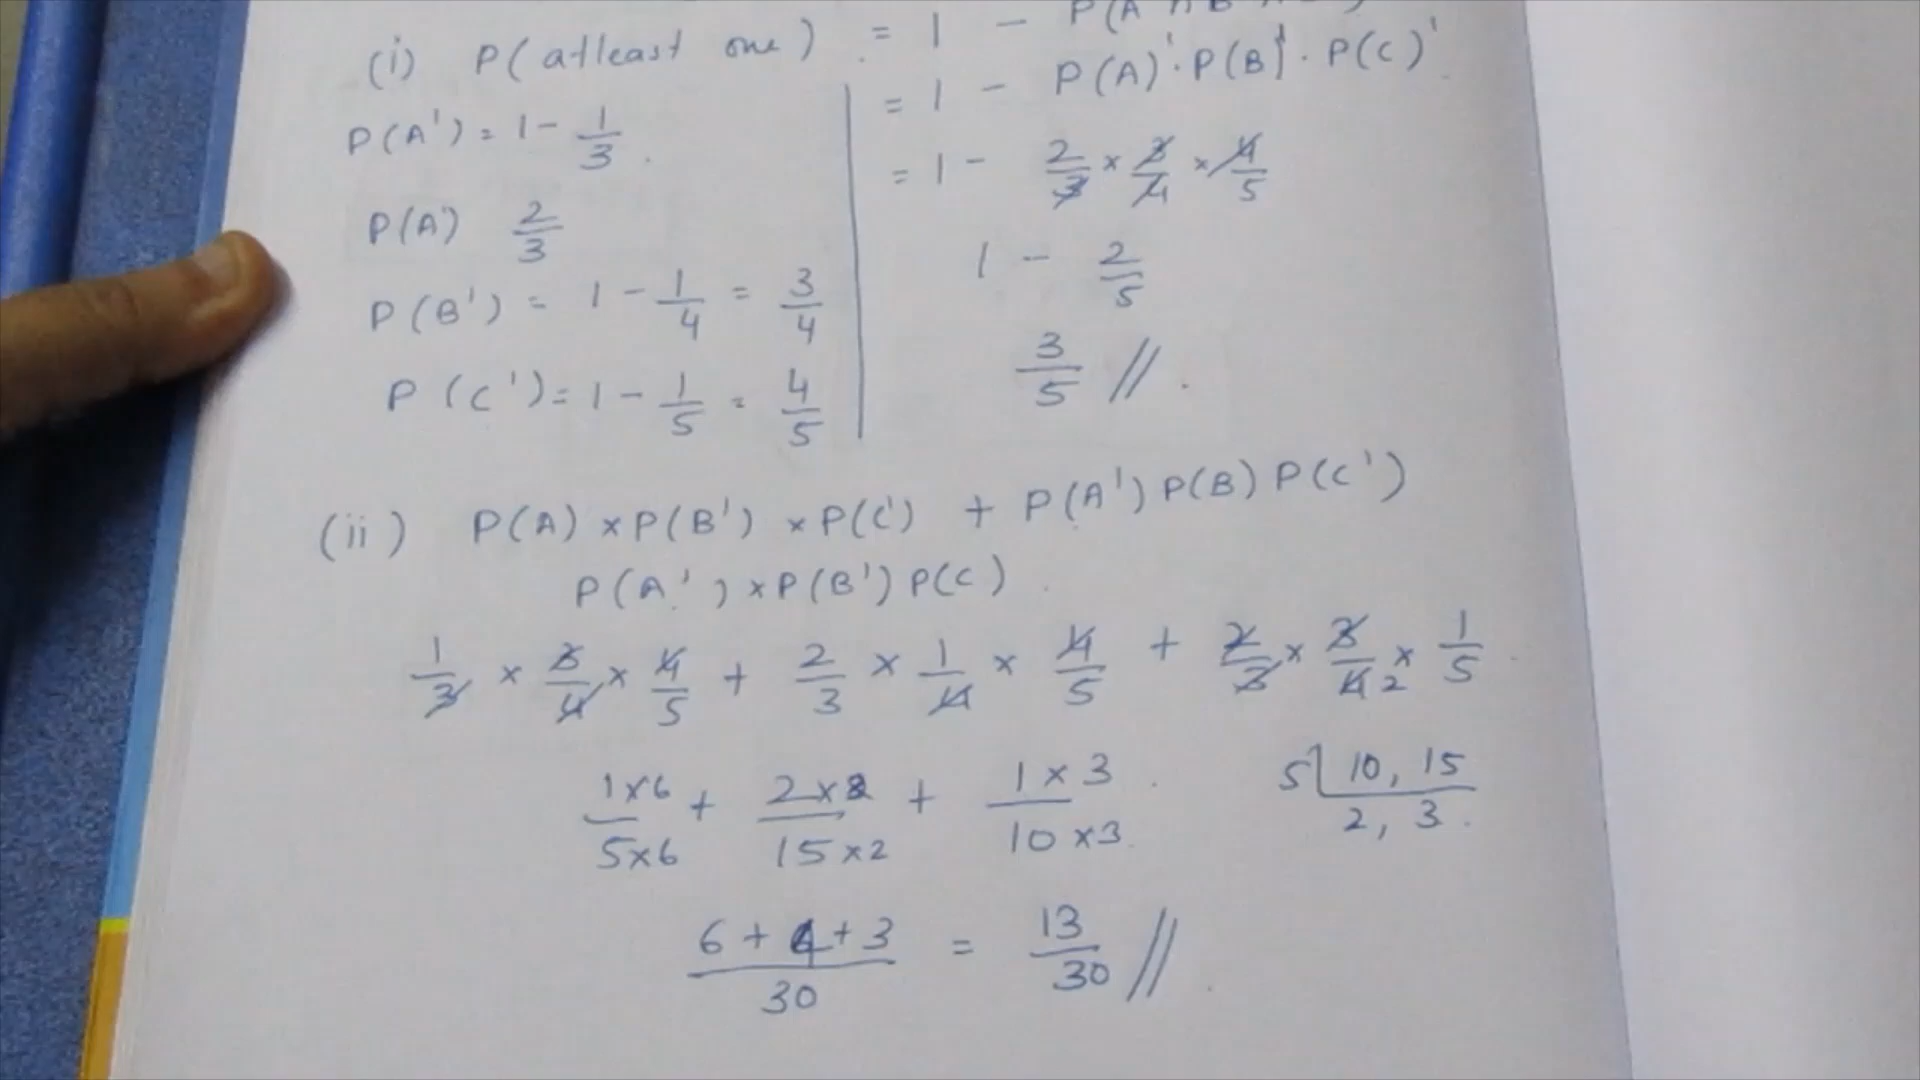 (i) P(atleast one) = 1 - P(A
P(A') = 1 - 1/3.
P(A) 2/3
P(B') = 1 - 1/4 = 3/4
P(C') = 1 - 1/5 = 4/5
= 1 - P(A)'. P(B)'. P(C)'
= 1 - 2/3 × 3/4 × 4/5
1 - 2/5
3/5 //.
(ii) P(A) × P(B') × P(C') + P(A') P(B) P(C')
P(A') × P(B') P(C).
1/3 × 3/4 × 4/5 + 2/3 × 1/4 × 4/5 + 2/3 × 3/4 2 × 1/5
1×6/5×6 + 2×2/15×2 + 1×3/10×3.
5 | 10, 15
2, 3.
6+4+3/30 = 13/30 //.